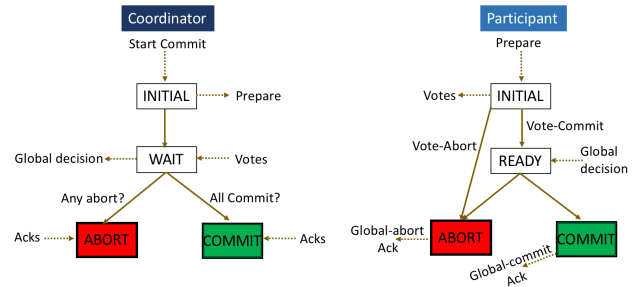 Coordinator
Start Commit
INITIAL
Prepare
Global decision
WAIT
Votes
Any abort?
All Commit?
Acks
ABORT
COMMIT
Acks
Participant
Prepare
Votes
INITIAL
Vote-Abort
Vote-Commit
READY
Global
decision
Global-abort
Ack
ABORT
COMMIT
Global-commit
Ack